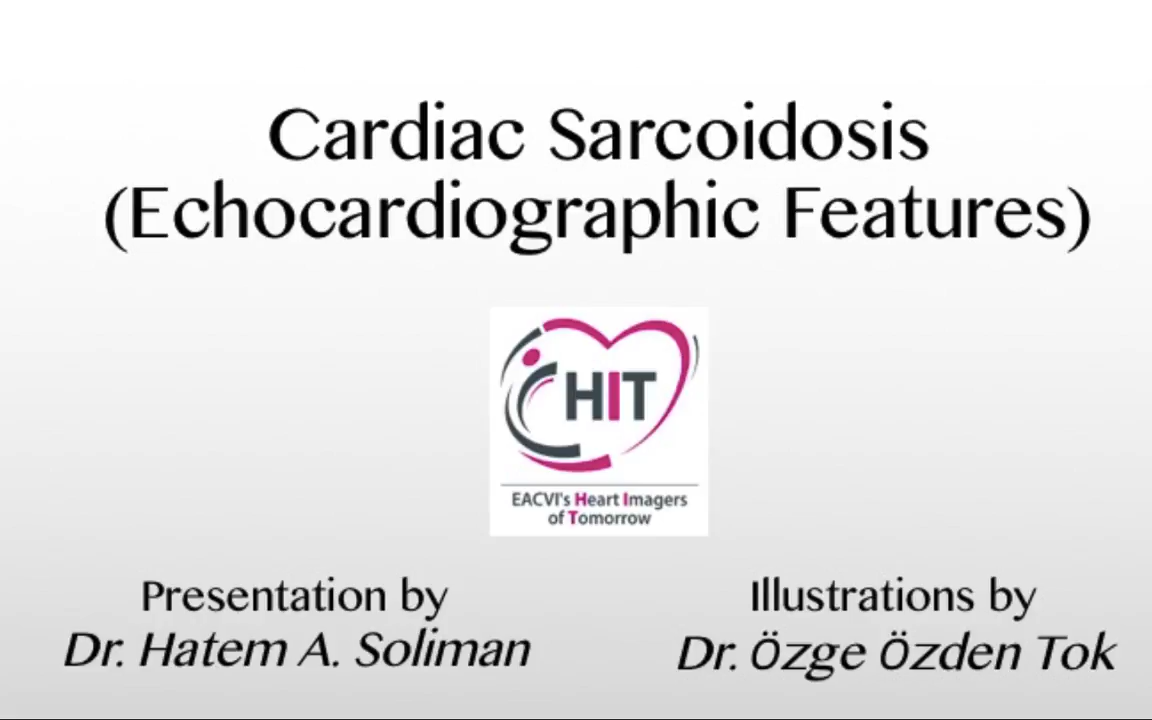 Cardiac Sarcoidosis
(Echocardiographic Features)
HIT
EACVI's Heart Imagers
of Tomorrow
Presentation by
Dr. Hatem A. Soliman
Illustrations by
Dr. Özge Özden Tok